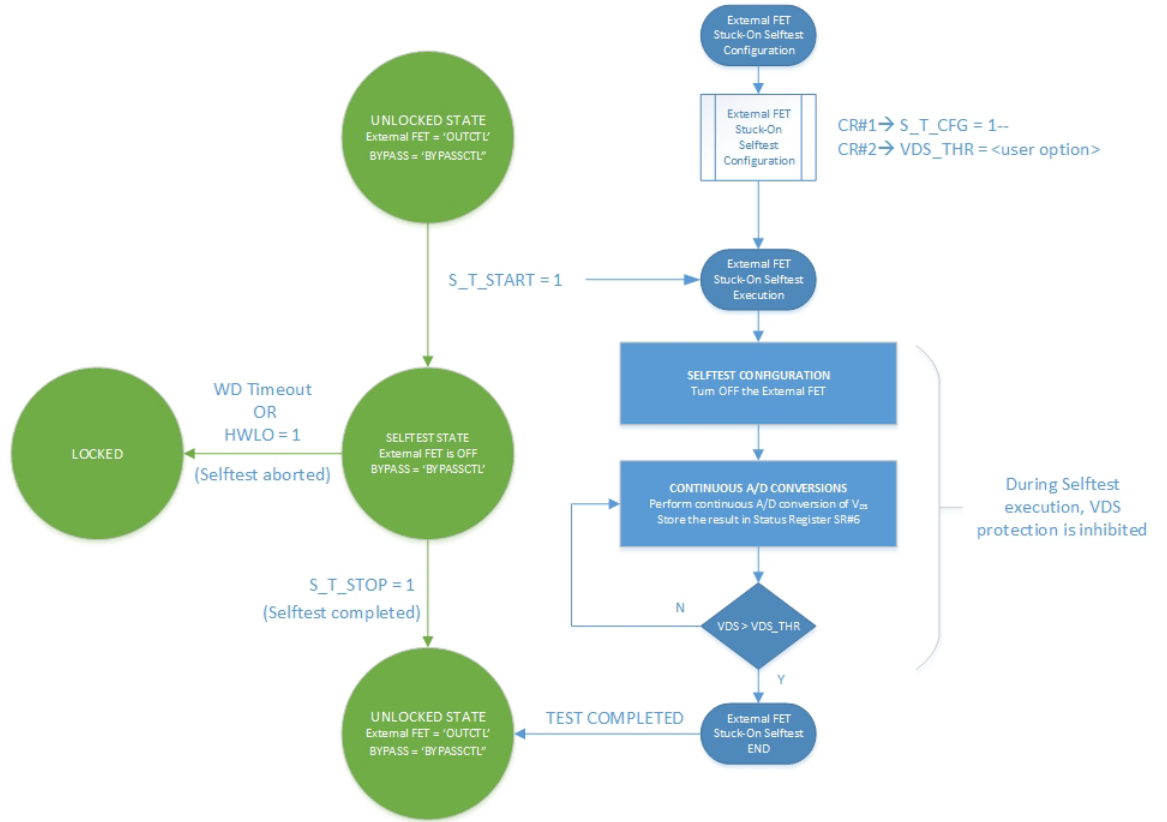 External FET
Stuck-On Selftest
Configuration
UNLOCKED STATE
External FET = 'OUTCTL'
BYPASS = 'BYPASSCTL"
External FET
Stuck-On
Selftest
Configuration
CR#1→ S_T_CFG = 1--
CR#2→ VDS_THR = <user option>
S_T_START = 1
External FET
Stuck-On Selftest
Execution
SELFTEST CONFIGURATION
Turn OFF the External FET
WD Timeout
OR
HWLO = 1
(Selftest aborted)
LOCKED
SELFTEST STATE
External FET is OFF
BYPASS = 'BYPASSCTL'
CONTINUOUS A/D CONVERSIONS
Perform continuous A/D conversion of VDS
Store the result in Status Register SR#6
During Selftest
execution, VDS
protection is inhibited
S_T_STOP = 1
(Selftest completed)
N
VDS > VDS_THR
Y
UNLOCKED STATE
External FET = 'OUTCTL'
BYPASS = 'BYPASSCTL"
TEST COMPLETED
External FET
Stuck-On Selftest
END